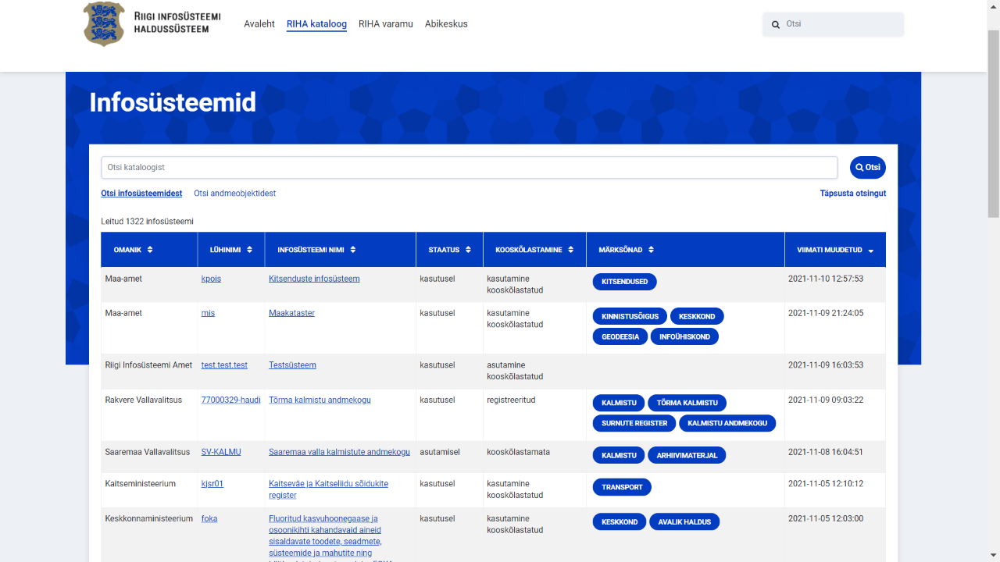 RIIGI INFOSÜSTEEMI
HALDUSSÜSTEEM
Avaleht RIHA kataloog RIHA varamu Abikeskus
Otsi
Infosüsteemid
Otsi kataloogist
Otsi
Otsi infosüsteemidest Otsi andmeobjektidest Täpsusta otsingut
Leitud 1322 infosüsteemi
OMANIK LÜHINIMI INFOSÜSTEEMI NIMI STAATUS KOOSKÕLASTAMINE MÄRKSÕNAD VIIMATI MUUDETUD
Maa-amet kpois Kitsenduste infosüsteem kasutusel kasutamine KITSENDUSED 2021-11-10 12:57:53
kooskõlastatud
Maa-amet mis Maakataster kasutusel kasutamine KINNISTUSÕIGUS KESKKOND 2021-11-09 21:24:05
kooskõlastatud
GEODEESIA INFOÜHISKOND
Riigi Infosüsteemi Amet test.test.test Testsüsteem kasutusel asutamine 2021-11-09 16:03:53
kooskõlastatud
Rakvere Vallavalitsus 77000329-haudi Tõrma kalmistu andmekogu kasutusel registreeritud KALMISTU TÕRMA KALMISTU 2021-11-09 09:03:22
SURNUTE REGISTER KALMISTU ANDMEKOGU
Saaremaa Vallavalitsus SV-KALMU Saaremaa valla kalmistute andmekogu asutamisel kooskõlastamata KALMISTU ARHIIVIMATERJAL 2021-11-08 16:04:51
Kaitseministeerium kjsr01 Kaitseväe ja Kaitseliidu sõidukite kasutusel kasutamine TRANSPORT 2021-11-05 12:10:12
register kooskõlastatud
Keskkonnaministeerium foka Fluoritud kasvuhoonegaase ja kasutusel kasutamine KESKKOND AVALIK HALDUS 2021-11-05 12:03:00
osoonikihti kahandavaid aineid kooskõlastatud
sisaldavate toodete, seadmete,
süsteemide ja mahutite ning